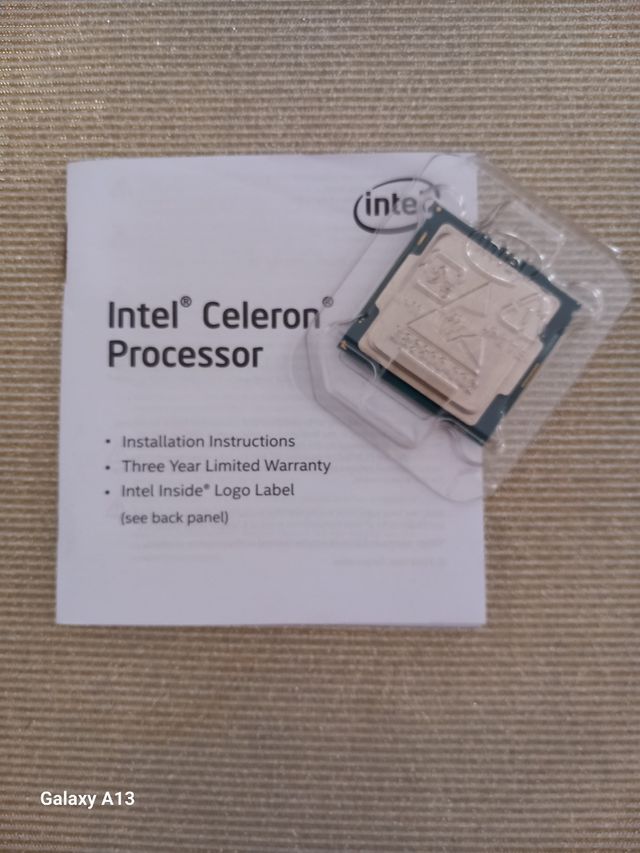 intel
Intel® Celeron®
Processor
• Installation Instructions
• Three Year Limited Warranty
• Intel Inside® Logo Label
(see back panel)
intel
Galaxy A13